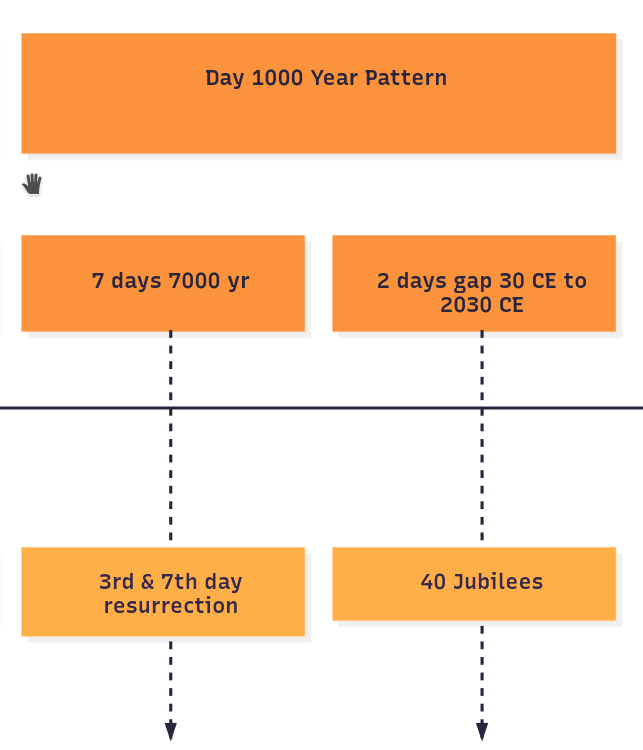 Day 1000 Year Pattern
7 days 7000 yr
2 days gap 30 CE to
2030 CE
3rd & 7th day
resurrection
40 Jubilees